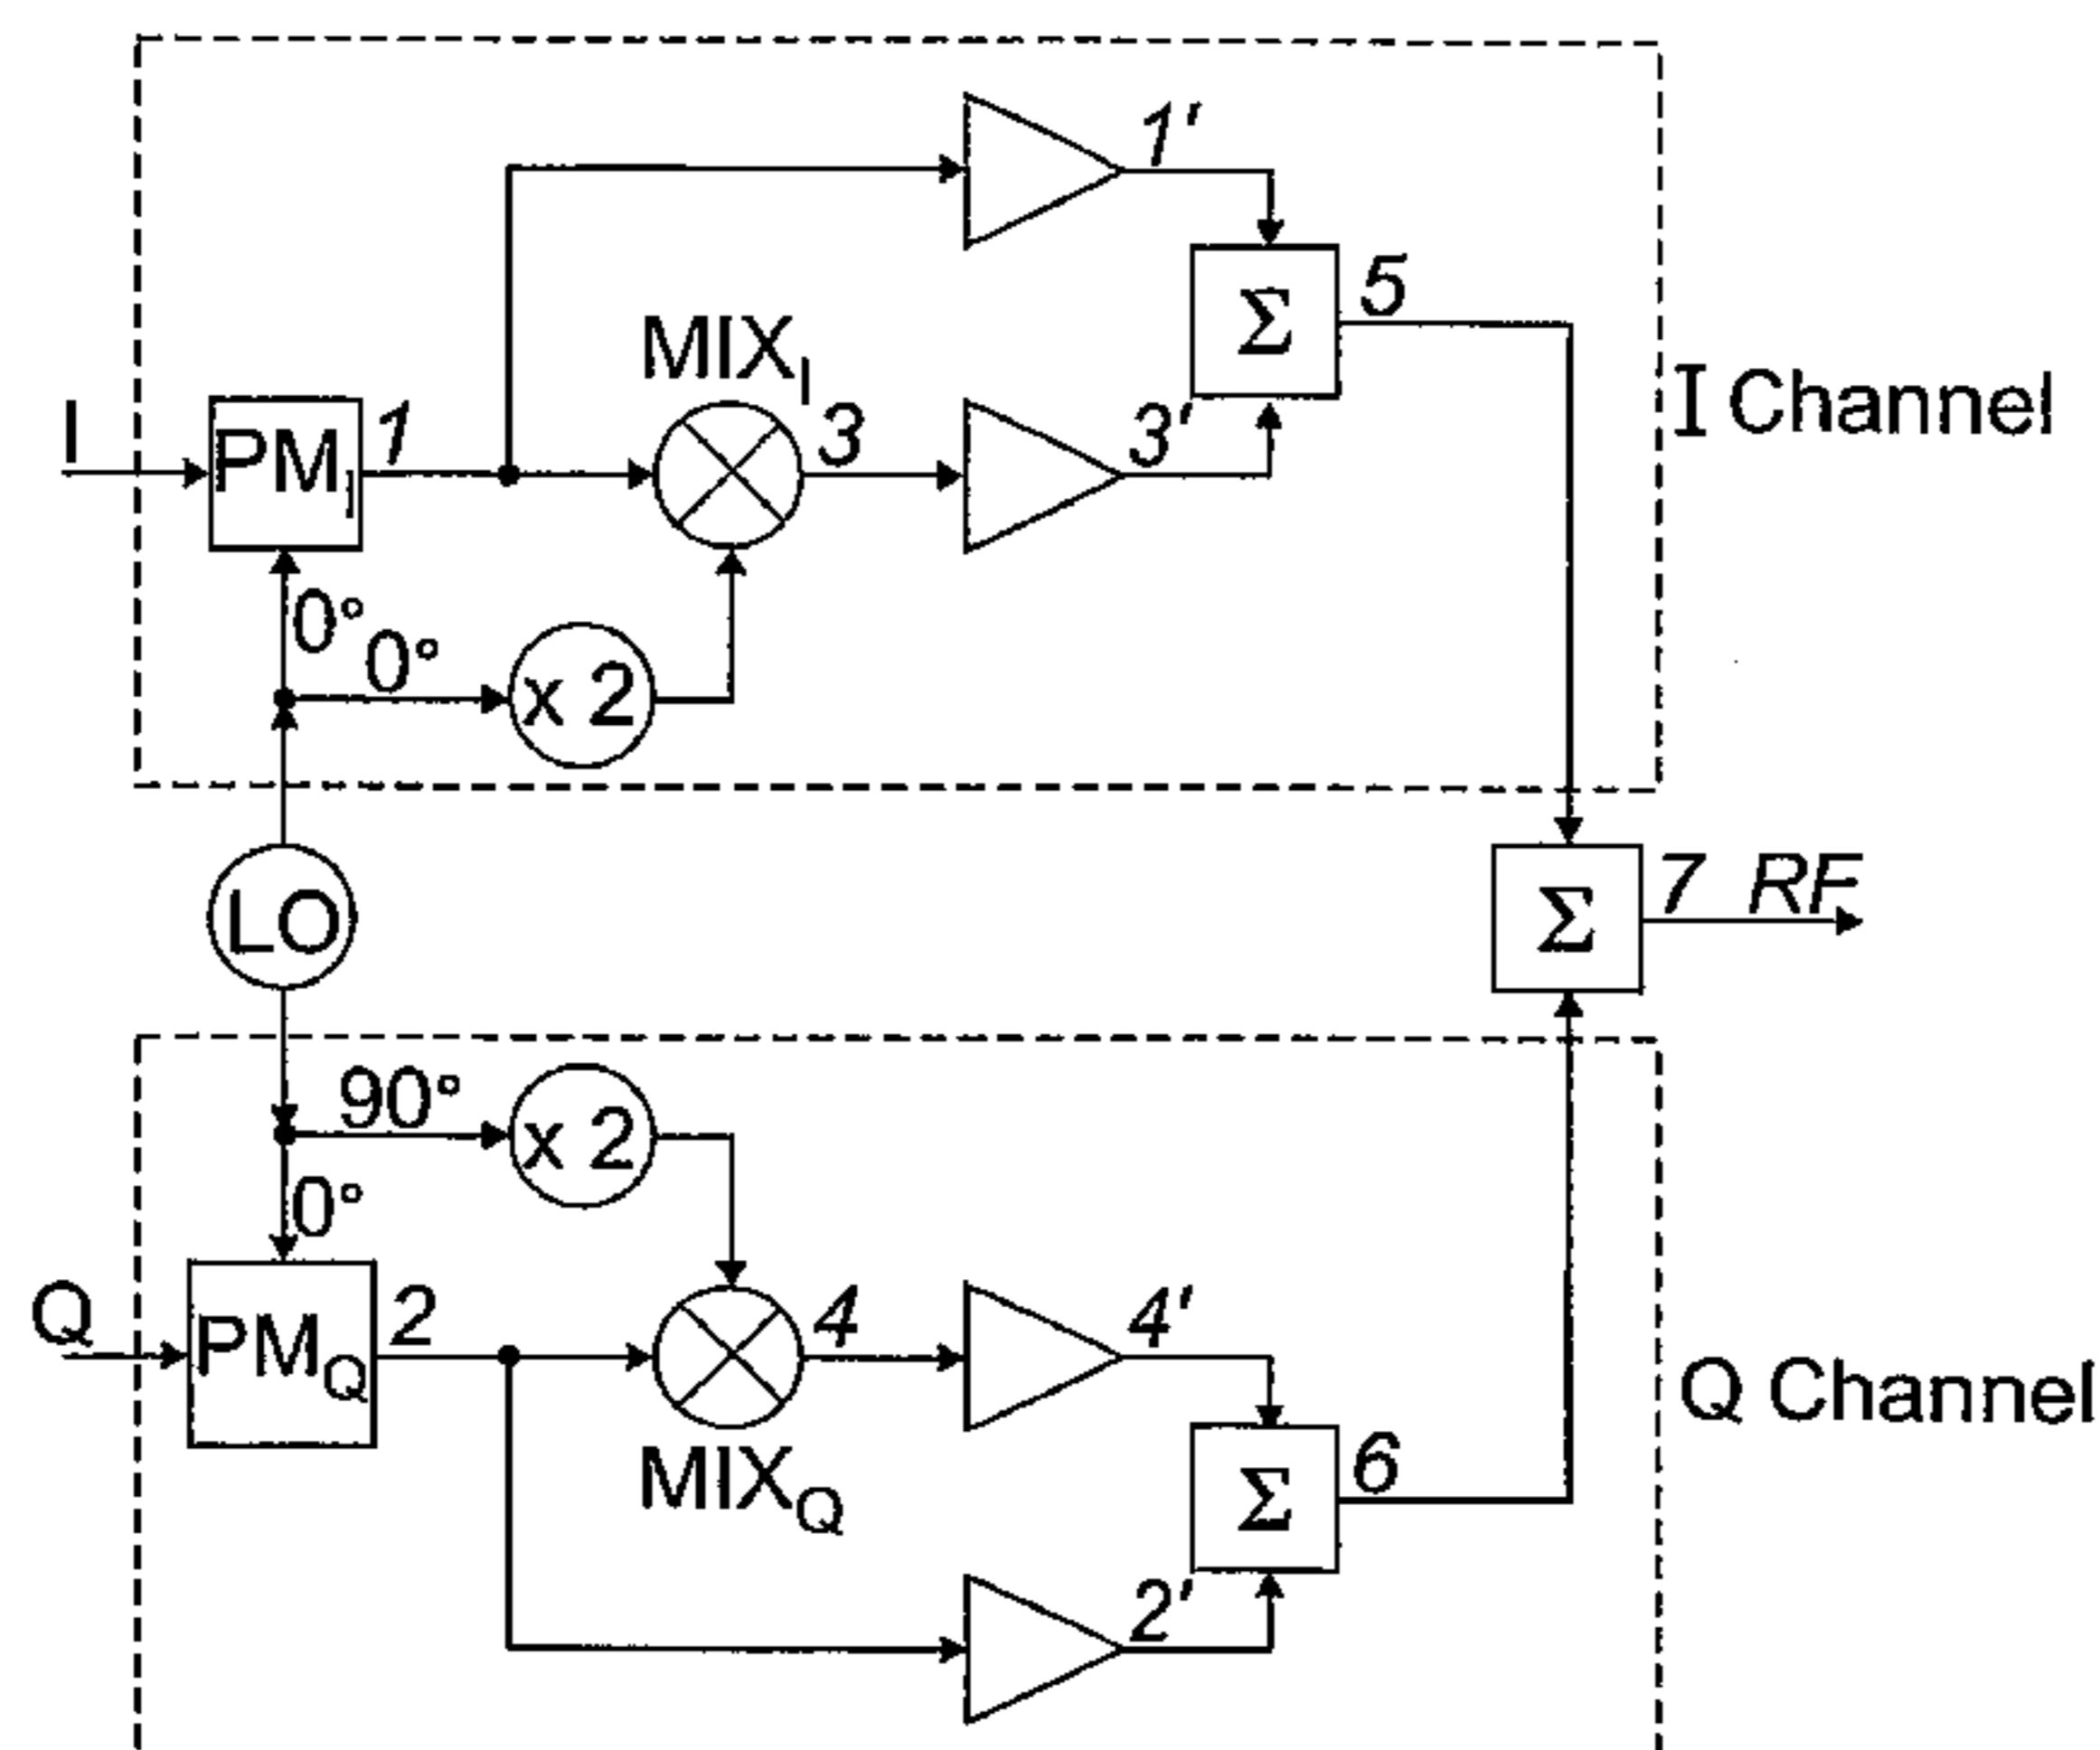 1'
5
MIX_I
3
3'
I Channel
I
PM_I
1
0°
0°
x 2
LO
Σ
Σ
7 RF
90°
x 2
0°
Q
PM_Q
2
4
4'
MIX_Q
Σ
6
2'
Q Channel